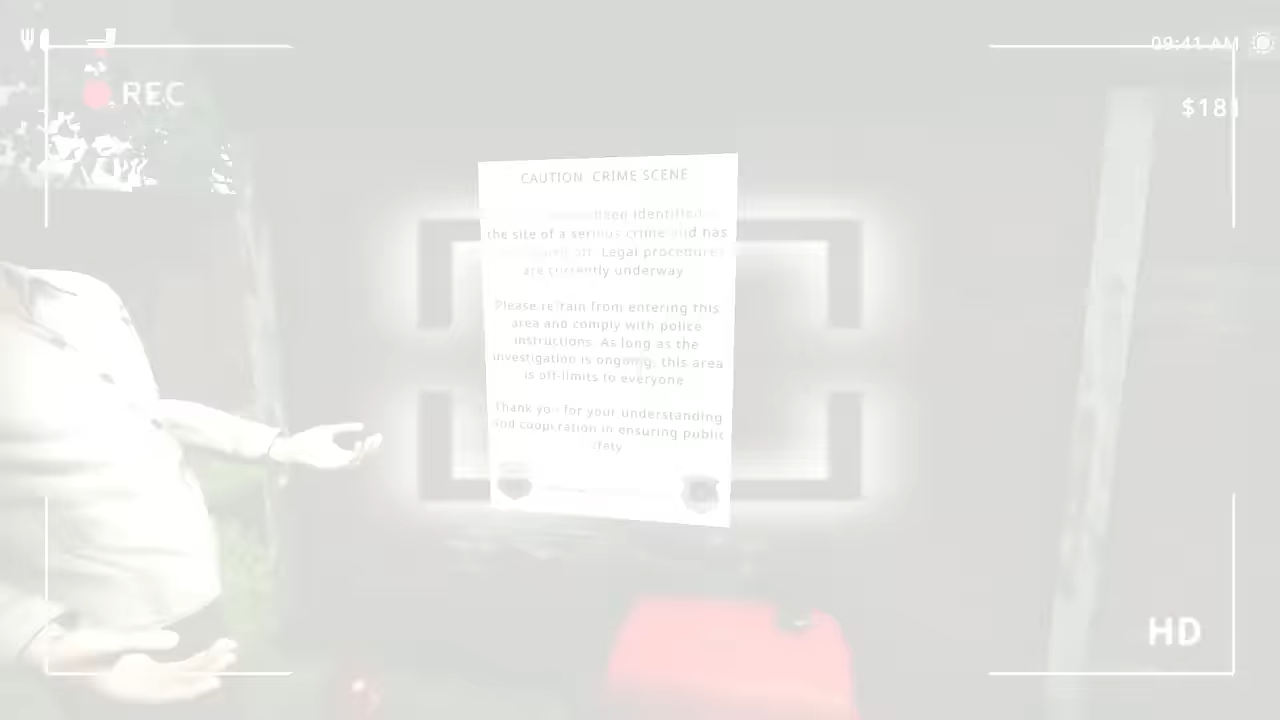 09:41 AM
REC
$181
CAUTION CRIME SCENE
been identified
the site of a serious crime and has
off. Legal procedures
are currently underway
Please refrain from entering this
area and comply with police
instructions. As long as the
investigation is ongoing, this area
is off-limits to everyone
Thank you for your understanding
and cooperation in ensuring public
HD